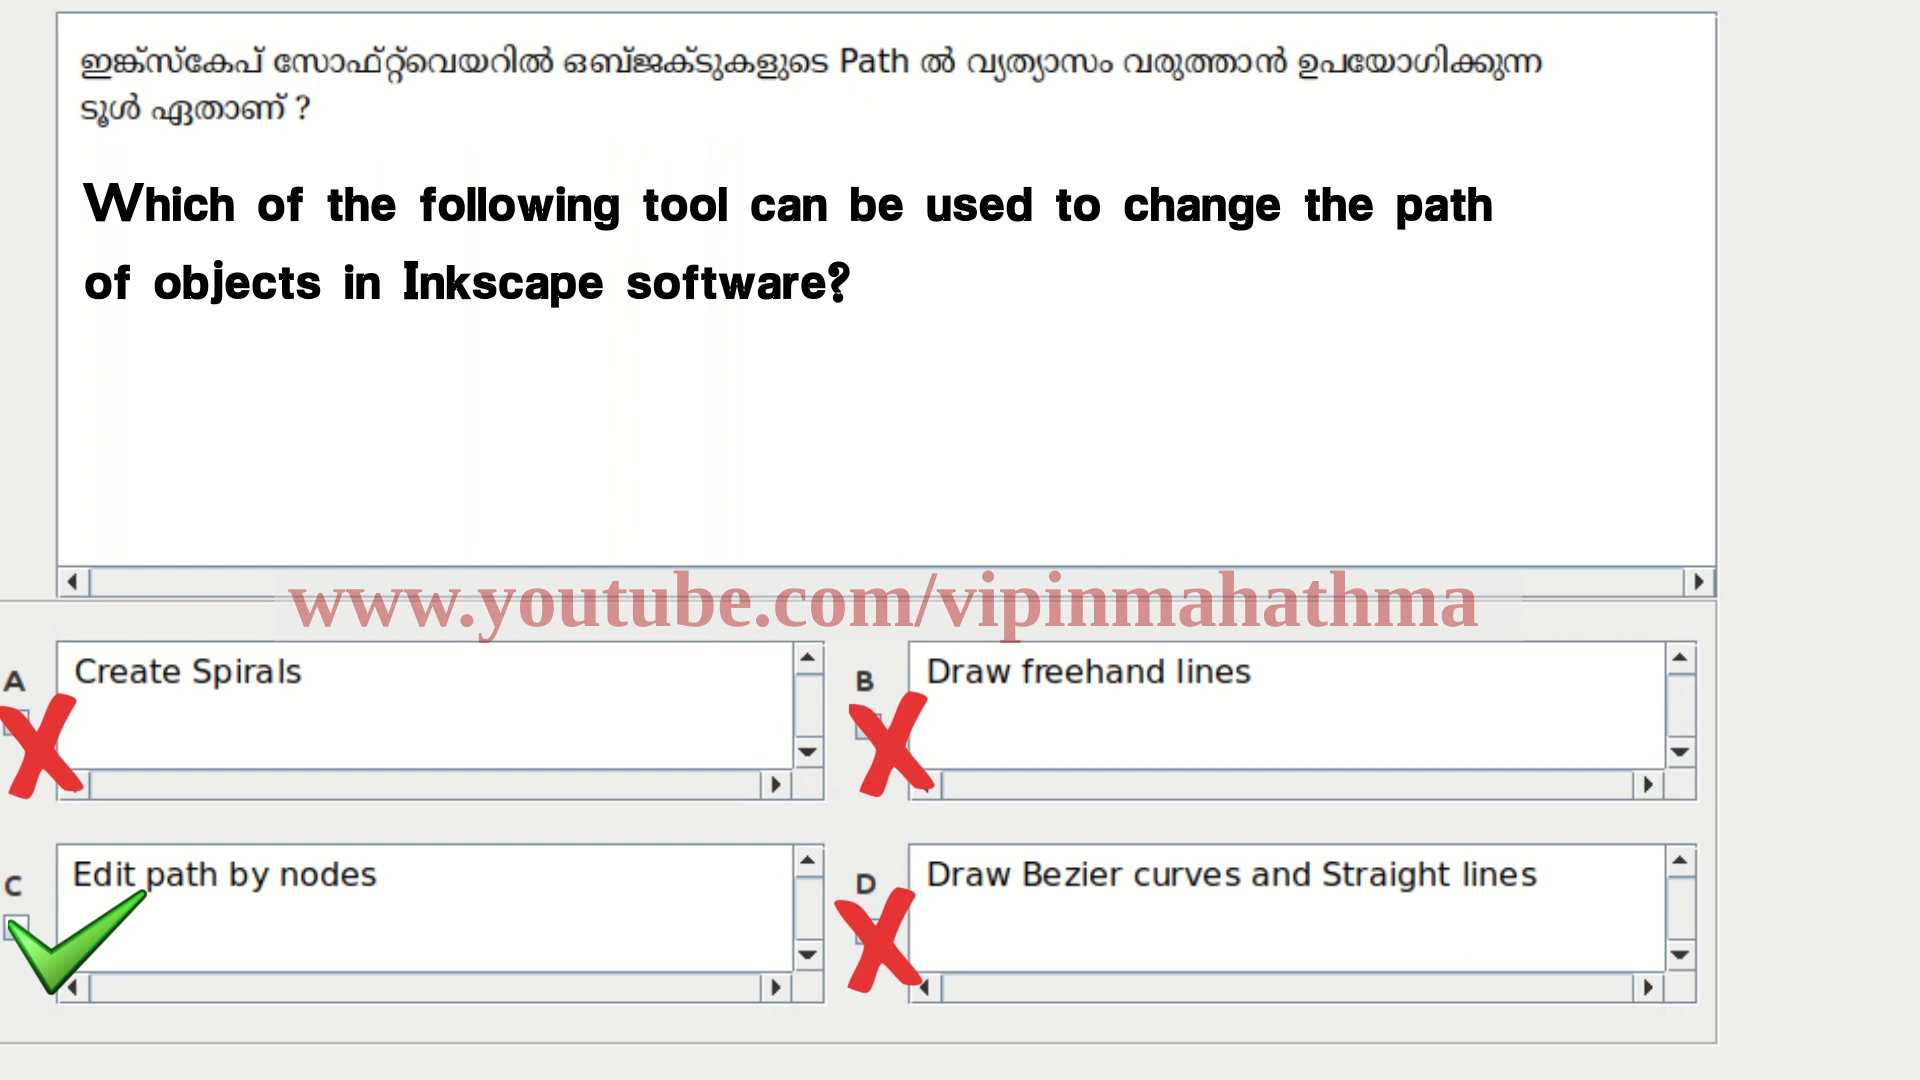 ഇങ്ക്സ്കേപ് സോഫ്റ്റ്‌വെയറിൽ ഒബ്ജക്ടുകളുടെ Path ൽ വ്യത്യാസം വരുത്താൻ ഉപയോഗിക്കുന്ന
ടൂൾ ഏതാണ് ?
Which of the following tool can be used to change the path
of objects in Inkscape software?
www.youtube.com/vipinmahathma
A Create Spirals
B Draw freehand lines
C Edit path by nodes
D Draw Bezier curves and Straight lines